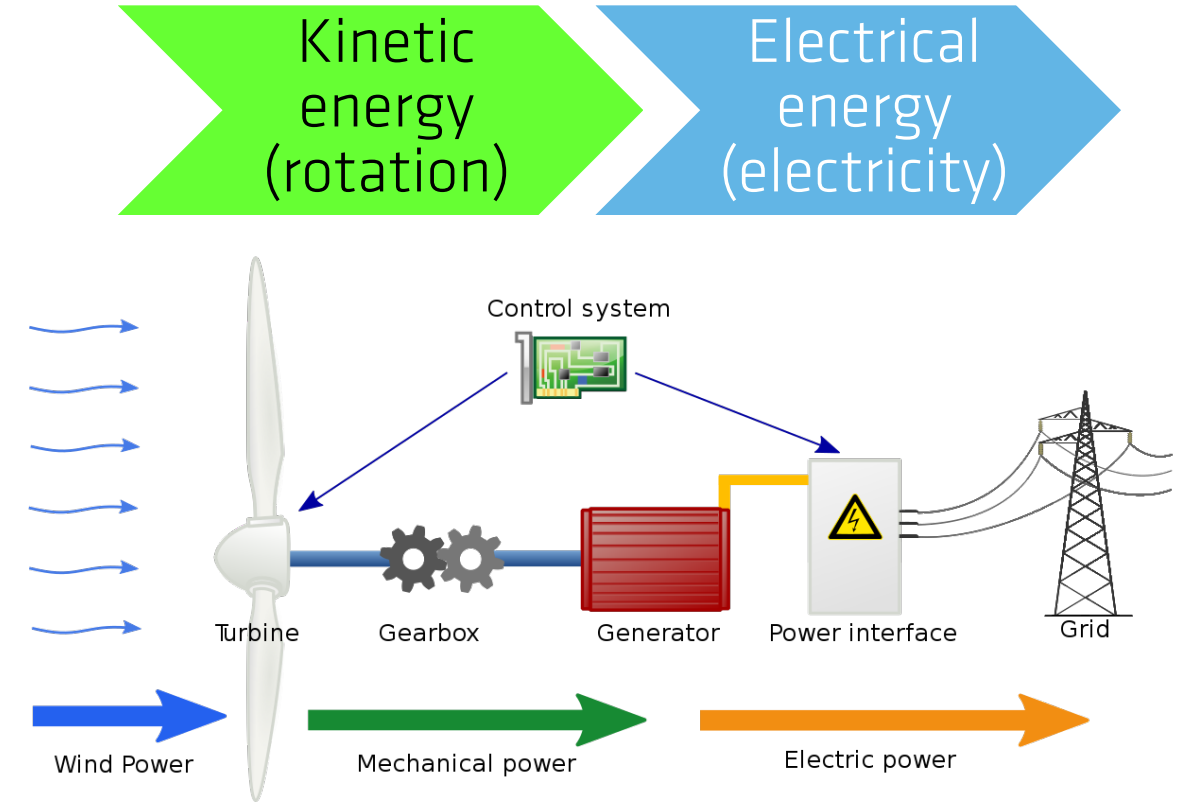 Kinetic
energy
(rotation)
Electrical
energy
(electricity)
Control system
Turbine
Gearbox
Generator
Power interface
Grid
Wind Power
Mechanical power
Electric power